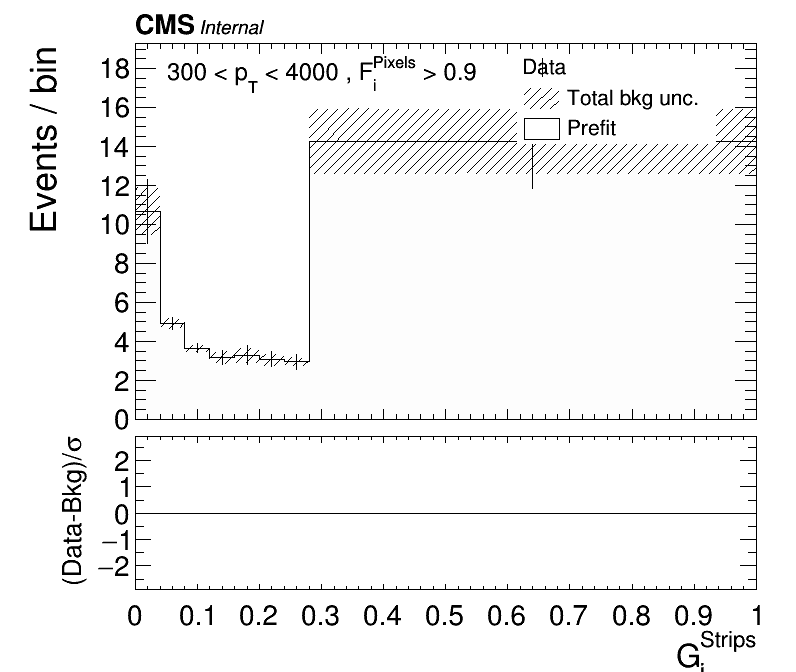 CMS Internal
Events / bin
18
16
14
12
10
8
6
4
2
0
300 < p_T < 4000 , F_i^Pixels > 0.9
Data
Total bkg unc.
Prefit
(Data-Bkg)/σ
2
1
0
−1
−2
0 0.1 0.2 0.3 0.4 0.5 0.6 0.7 0.8 0.9 1
G_i^Strips